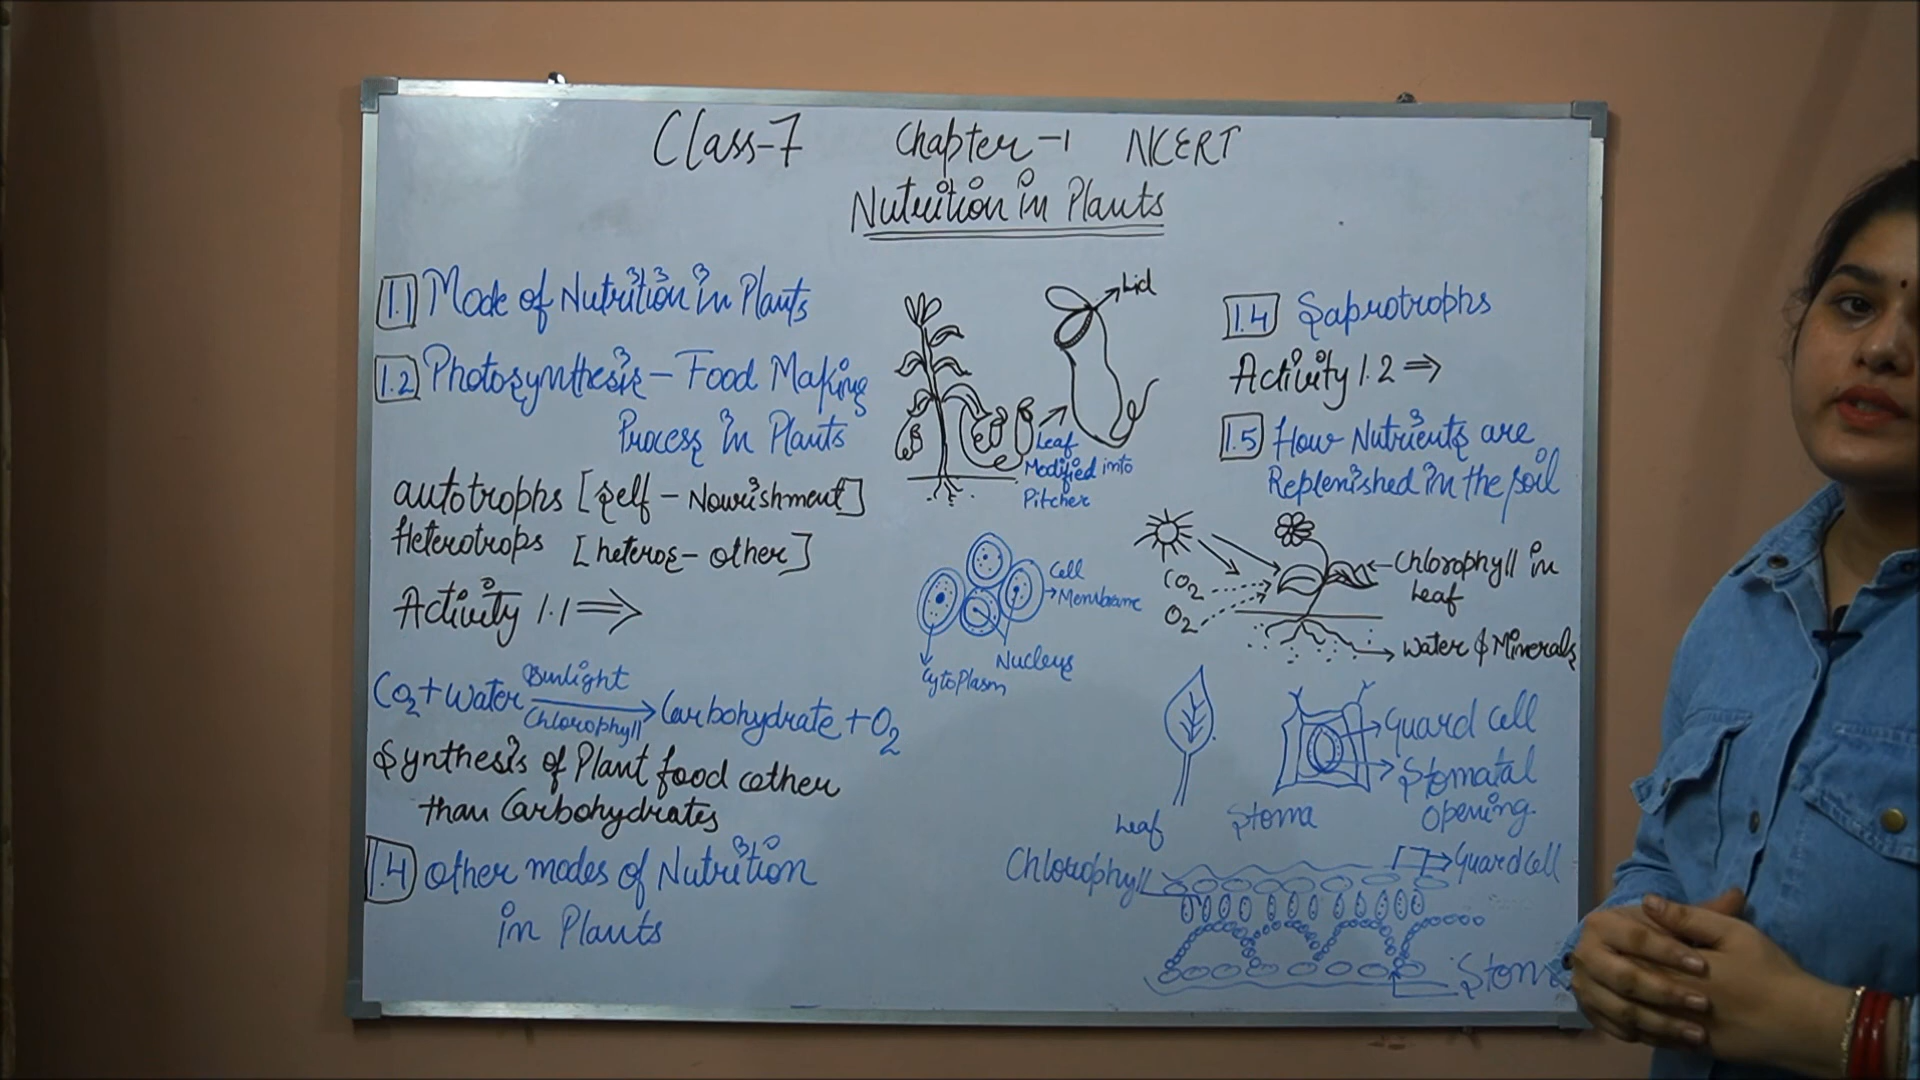 Class-7 Chapter-1 NCERT
Nutrition in Plants
1.1 Mode of Nutrition in Plants
1.2 Photosynthesis - Food Making
Process in Plants
autotrophs [self - Nourishment]
Heterotrops [heteros - other]
Activity 1.1 ⇒
CO2 + Water Sunlight Chlorophyll → Carbohydrate + O2
Synthesis of Plant food other
than Carbohydrates
1.4 other modes of Nutrition
in Plants
Lid
Leaf
Modified into
Pitcher
Cell
Membrane
Nucleus
Cytoplasm
1.4 Saprotrophs
Activity 1.2 ⇒
1.5 How Nutrients are
Replenished in the soil
CO2
O2
Chlorophyll in
Leaf
Water & Minerals
Guard Cell
Stomatal
Opening
Leaf
Stoma
Chlorophyll
Guard Cell
Stoma